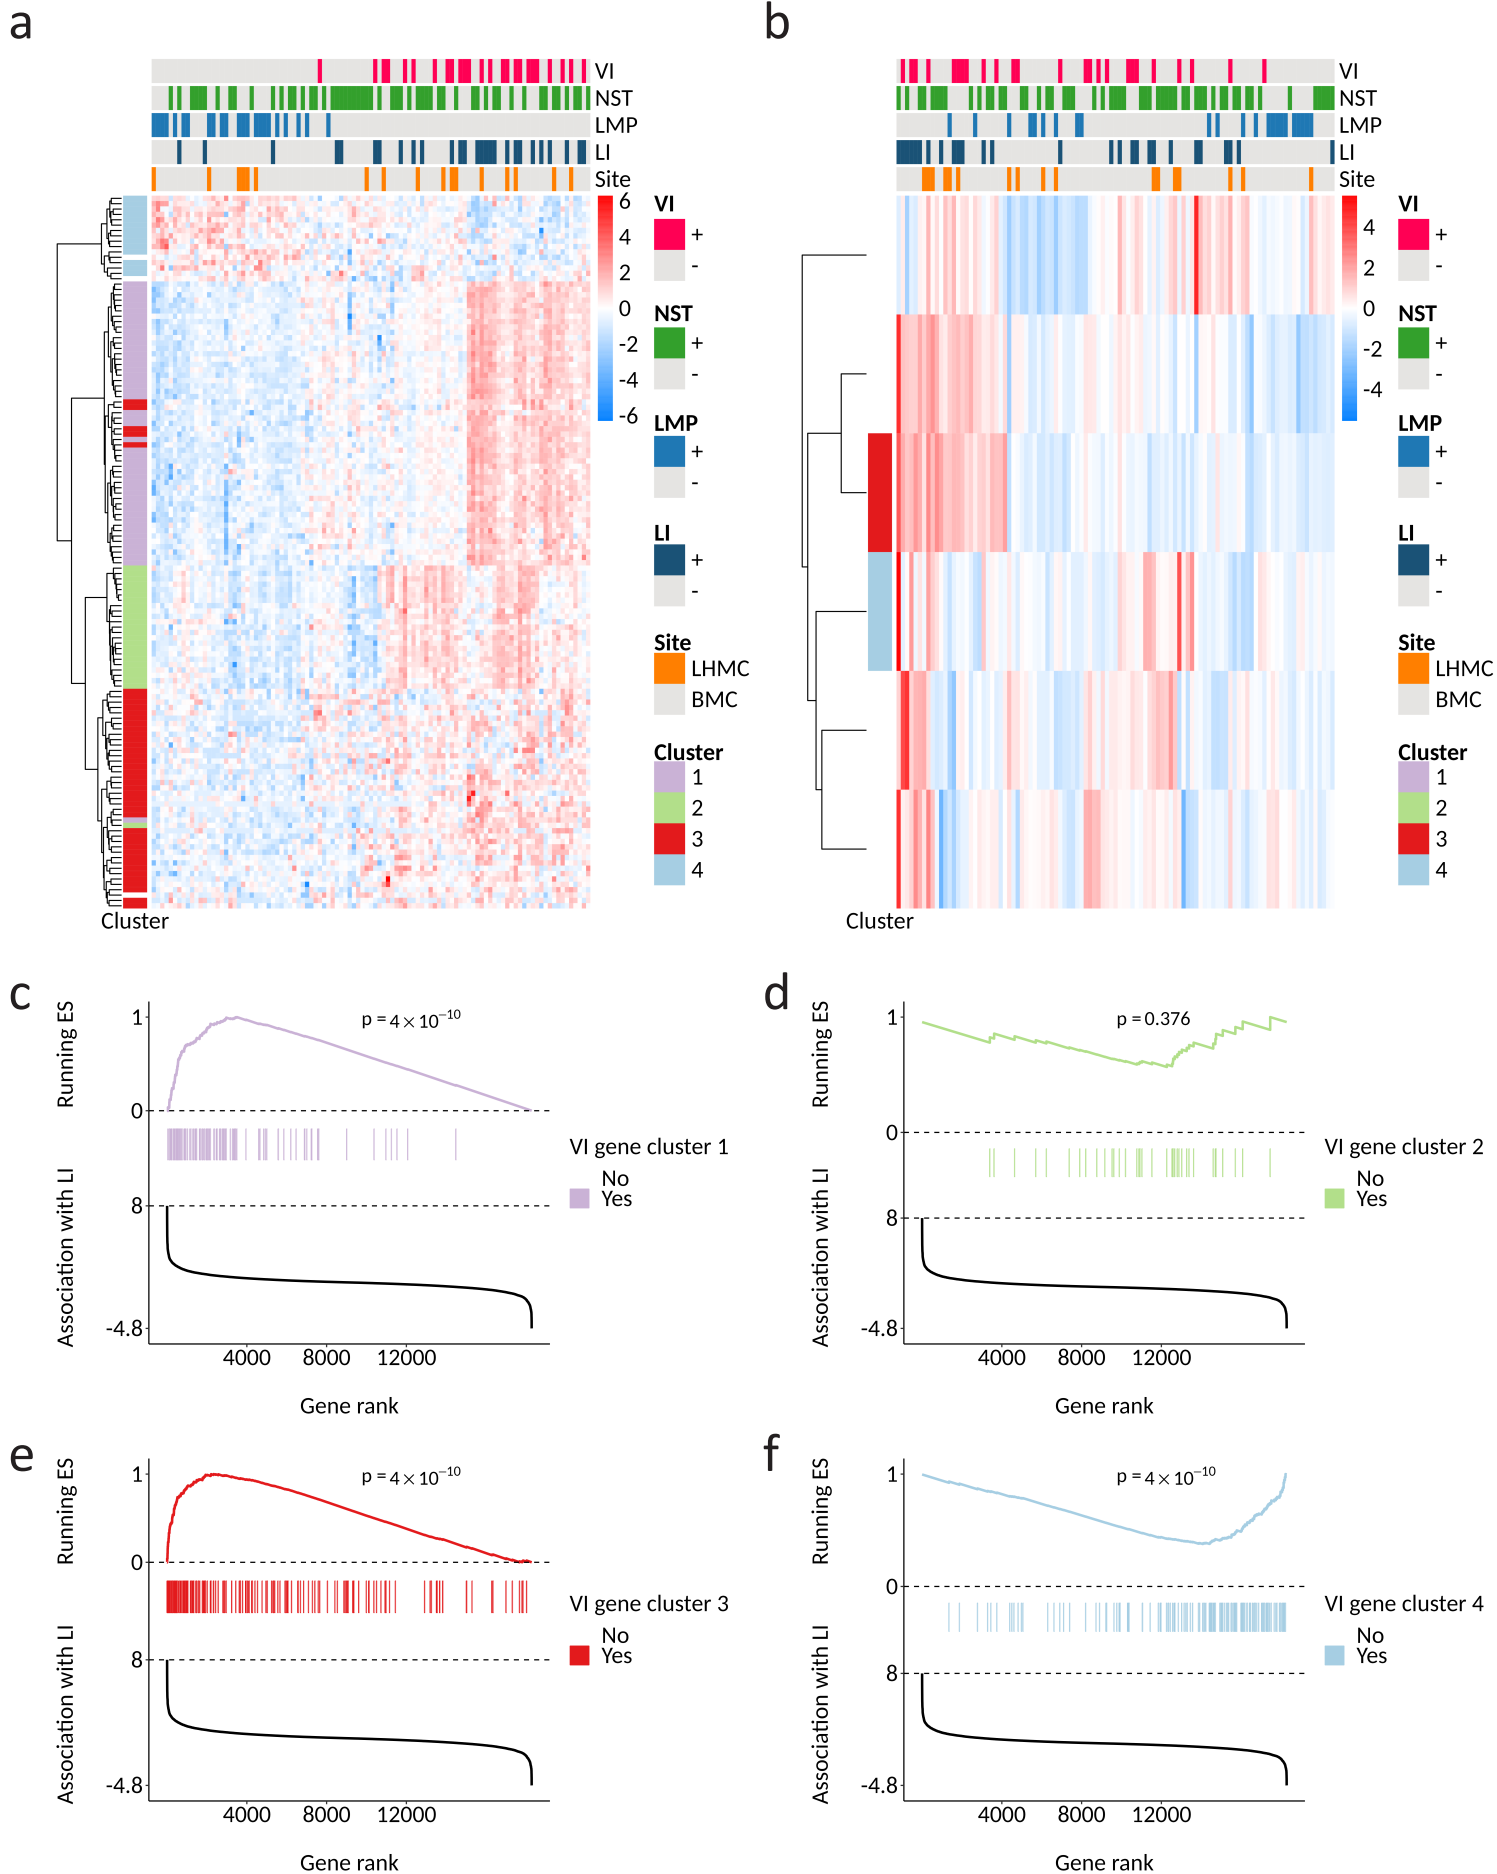 a
VI
NST
LMP
LI
Site
6
4
2
0
-2
-4
-6
VI
+
-
NST
+
-
LMP
+
-
LI
+
-
Site
LHMC
BMC
Cluster
1
2
3
4
Cluster
b
VI
NST
LMP
LI
Site
4
2
0
-2
-4
VI
+
-
NST
+
-
LMP
+
-
LI
+
-
Site
LHMC
BMC
Cluster
1
2
3
4
Cluster
c
Running ES
1
0
p = 4 × 10⁻¹⁰
VI gene cluster 1
No
Yes
Association with LI
8
-4.8
4000 8000 12000
Gene rank
d
Running ES
1
0
p = 0.376
VI gene cluster 2
No
Yes
Association with LI
8
-4.8
4000 8000 12000
Gene rank
e
Running ES
1
0
p = 4 × 10⁻¹⁰
VI gene cluster 3
No
Yes
Association with LI
8
-4.8
4000 8000 12000
Gene rank
f
Running ES
1
0
p = 4 × 10⁻¹⁰
VI gene cluster 4
No
Yes
Association with LI
8
-4.8
4000 8000 12000
Gene rank